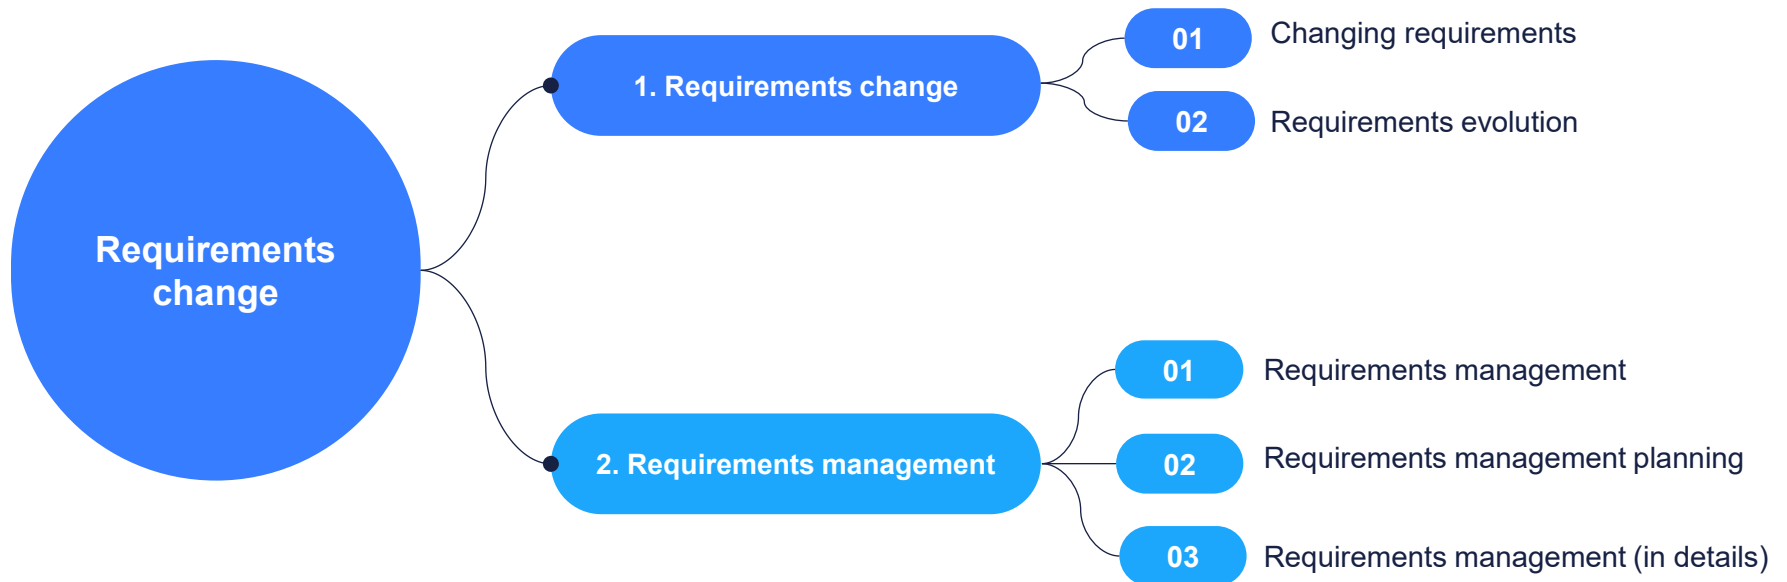 Requirements
change
1. Requirements change
01
Changing requirements
02
Requirements evolution
2. Requirements management
01
Requirements management
02
Requirements management planning
03
Requirements management (in details)